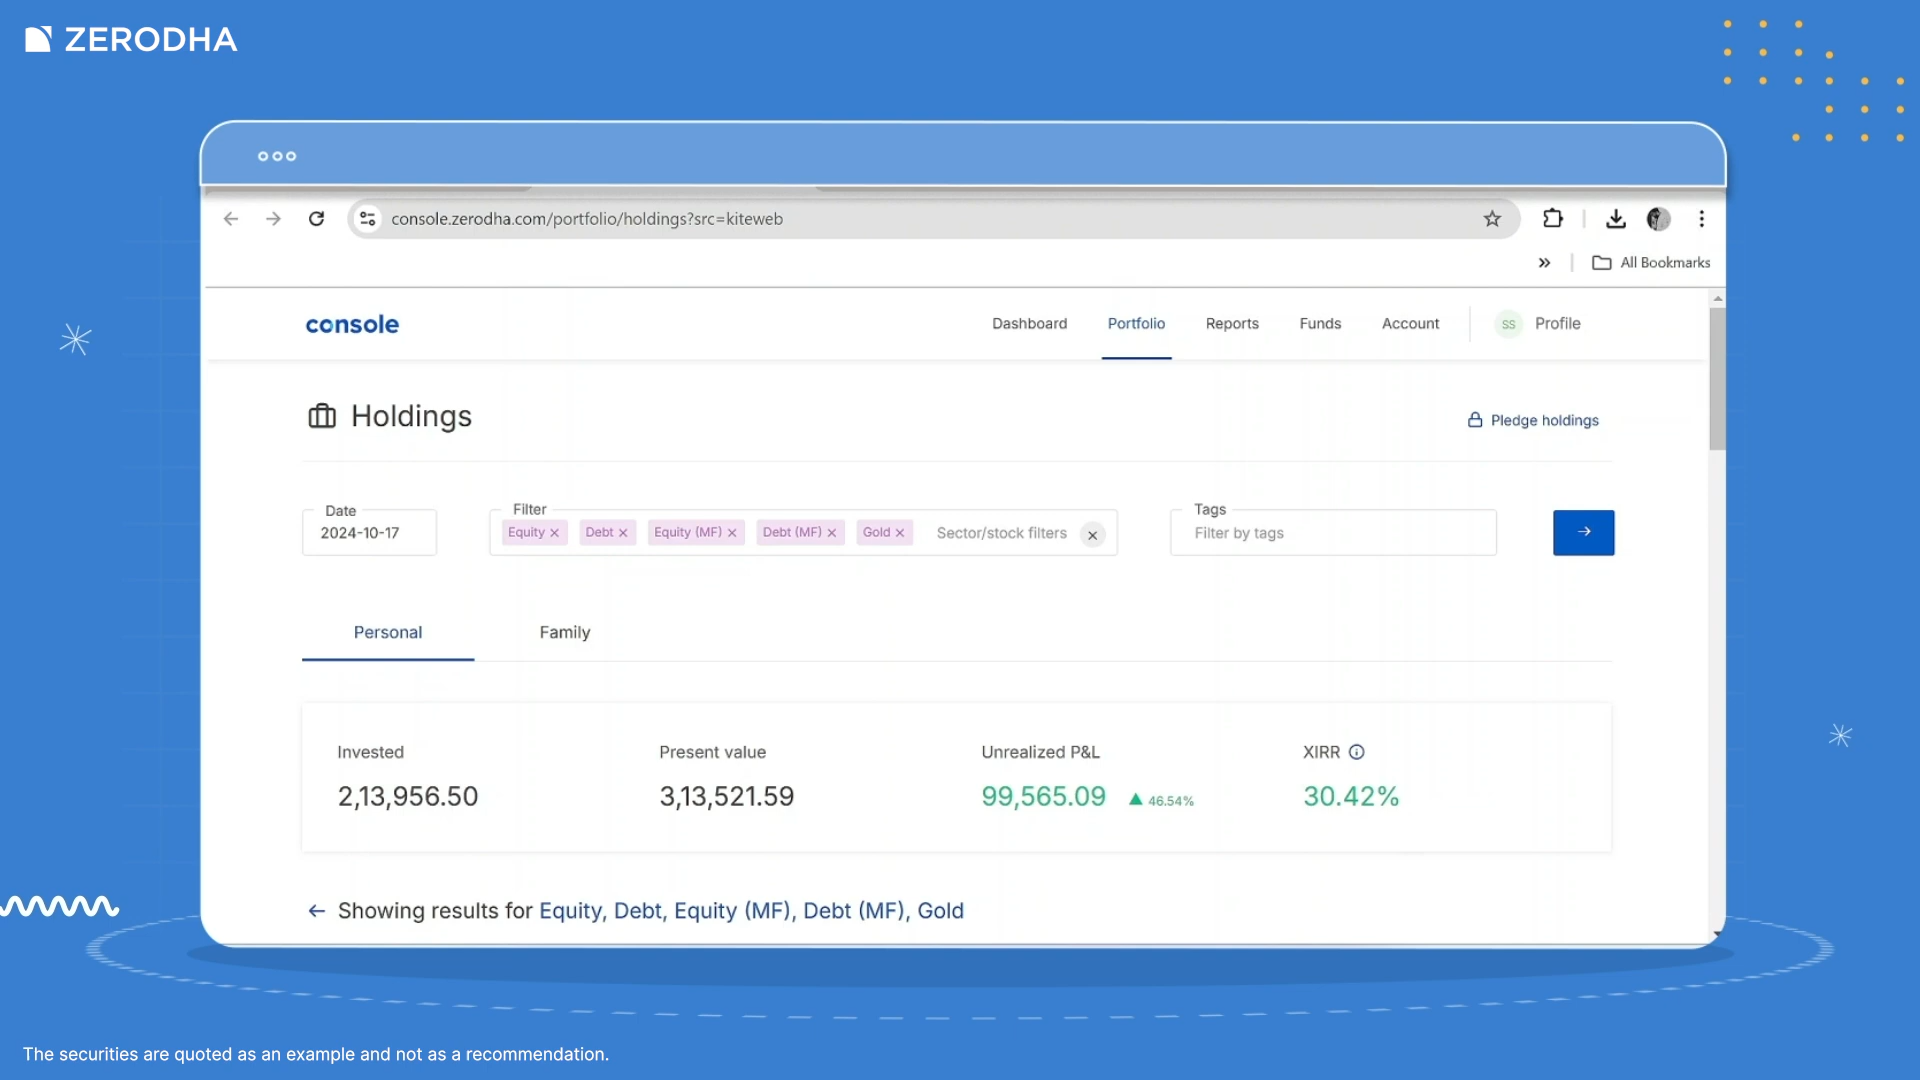 ZERODHA
console.zerodha.com/portfolio/holdings?src=kiteweb
All Bookmarks
console
Dashboard Portfolio Reports Funds Account SS Profile
Holdings
Pledge holdings
Date
2024-10-17
Filter
Equity × Debt × Equity (MF) × Debt (MF) × Gold × Sector/stock filters ×
Tags
Filter by tags
Personal Family
Invested Present value Unrealized P&L XIRR
2,13,956.50 3,13,521.59 99,565.09 ▲ 46.54% 30.42%
← Showing results for Equity, Debt, Equity (MF), Debt (MF), Gold
The securities are quoted as an example and not as a recommendation.